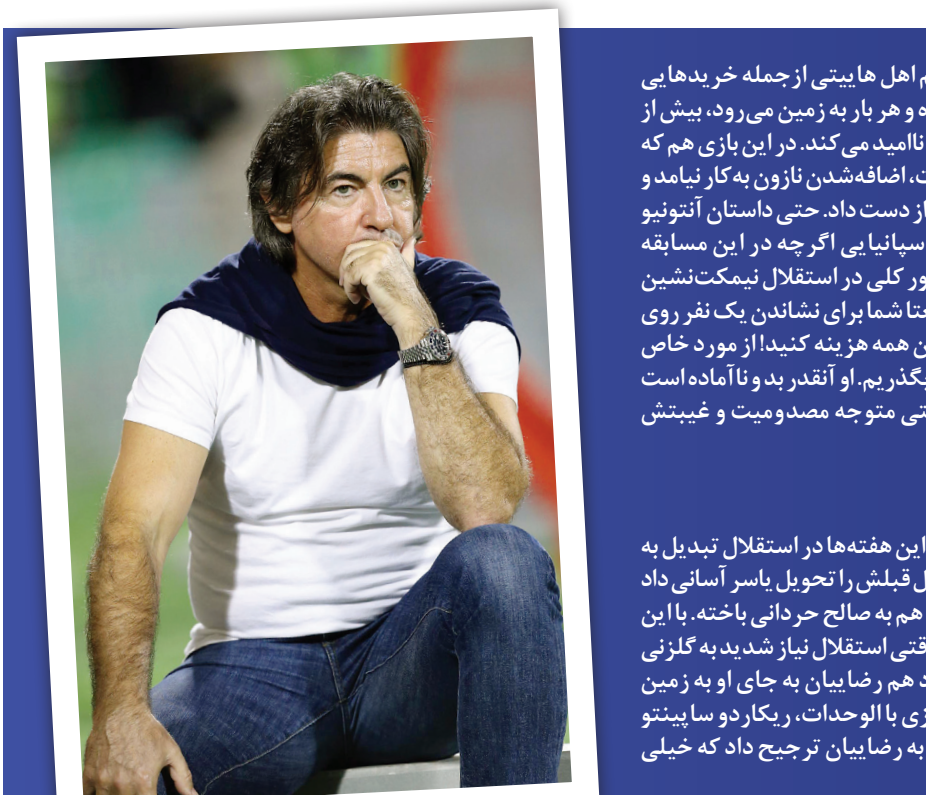 م اهل هاییتی از جمله خریدهایی
ه و هر بار به زمین می‌رود، بیش از
ناامید می‌کند. در این بازی هم که
ت، اضافه‌شدن نازون به‌کار نیامد و
از دست داد. حتی داستان آنتونیو
سپانیایی اگر چه در این مسابقه
ور کلی در استقلال نیمکت‌نشین
عتا شما برای نشاندن یک نفر روی
ن همه هزینه کنید! از مورد خاص
بگذریم. او آنقدر بد و ناآماده است
تی متوجه مصدومیت و غیبتش
این هفته‌ها در استقلال تبدیل به
ل قبلش را تحویل یاسر آسانی داد
هم به صالح حردانی باخته. با این
قتی استقلال نیاز شدید به گلزنی
د هم رضاییان به جای او به زمین
زی با الوحدات، ریکاردو ساپینتو
به رضاییان ترجیح داد که خیلی